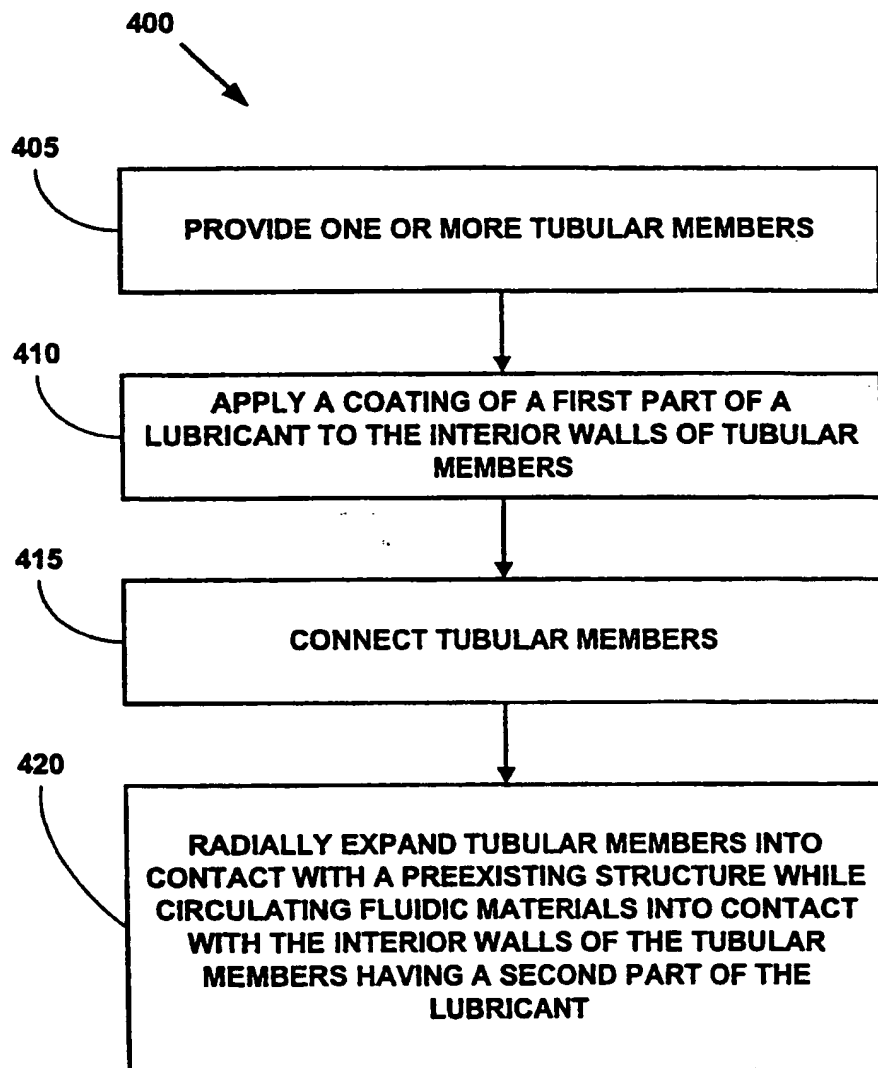 400
405
PROVIDE ONE OR MORE TUBULAR MEMBERS
410
APPLY A COATING OF A FIRST PART OF A
LUBRICANT TO THE INTERIOR WALLS OF TUBULAR
MEMBERS
415
CONNECT TUBULAR MEMBERS
420
RADIALLY EXPAND TUBULAR MEMBERS INTO
CONTACT WITH A PREEXISTING STRUCTURE WHILE
CIRCULATING FLUIDIC MATERIALS INTO CONTACT
WITH THE INTERIOR WALLS OF THE TUBULAR
MEMBERS HAVING A SECOND PART OF THE
LUBRICANT